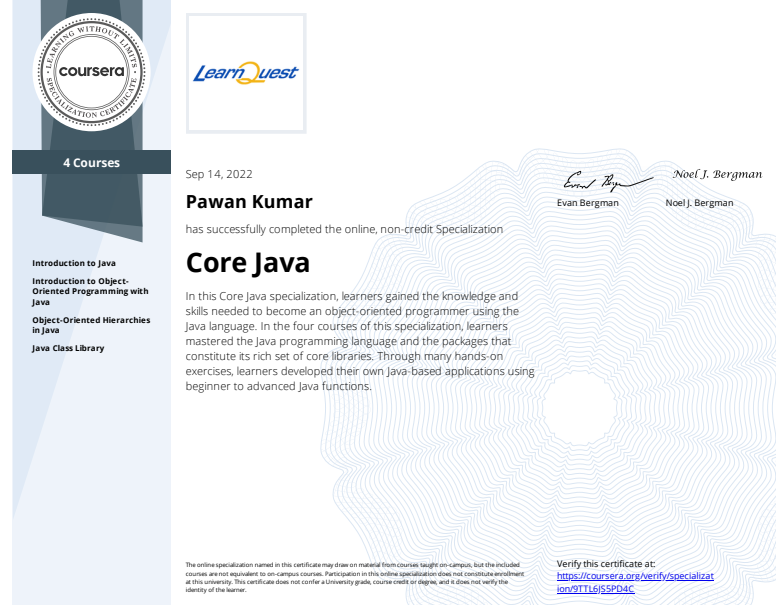 LEARNING WITHOUT LIMITS
coursera
SPECIALIZATION CERTIFICATE
4 Courses
Introduction to Java
Introduction to Object-
Oriented Programming with
Java
Object-Oriented Hierarchies
in Java
Java Class Library
LearnQuest
Sep 14, 2022
Pawan Kumar
has successfully completed the online, non-credit Specialization
Core Java
In this Core Java specialization, learners gained the knowledge and
skills needed to become an object-oriented programmer using the
Java language. In the four courses of this specialization, learners
mastered the Java programming language and the packages that
constitute its rich set of core libraries. Through many hands-on
exercises, learners developed their own Java-based applications using
beginner to advanced Java functions.
Noel J. Bergman
Evan Bergman
Noel J. Bergman
The online specialization named in this certificate may draw on material from courses taught on-campus, but the included
courses are not equivalent to on-campus courses. Participation in this online specialization does not constitute enrollment
at this university. This certificate does not confer a University grade, course credit or degree, and it does not verify the
identity of the learner.
Verify this certificate at:
https://coursera.org/verify/specializat
ion/9TTL6JS5PD4C